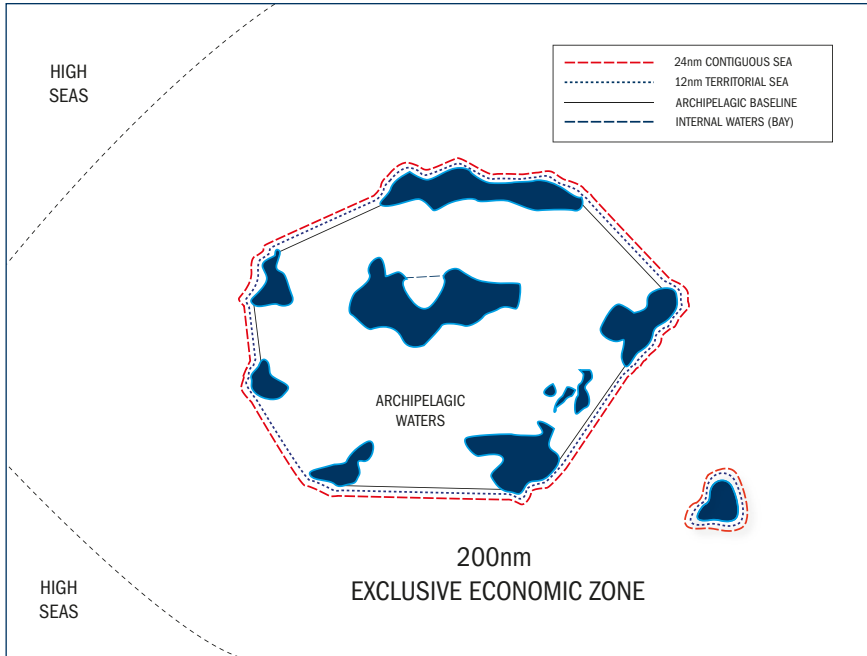 HIGH
SEAS
24nm CONTIGUOUS SEA
12nm TERRITORIAL SEA
ARCHIPELAGIC BASELINE
INTERNAL WATERS (BAY)
ARCHIPELAGIC
WATERS
200nm
EXCLUSIVE ECONOMIC ZONE
HIGH
SEAS